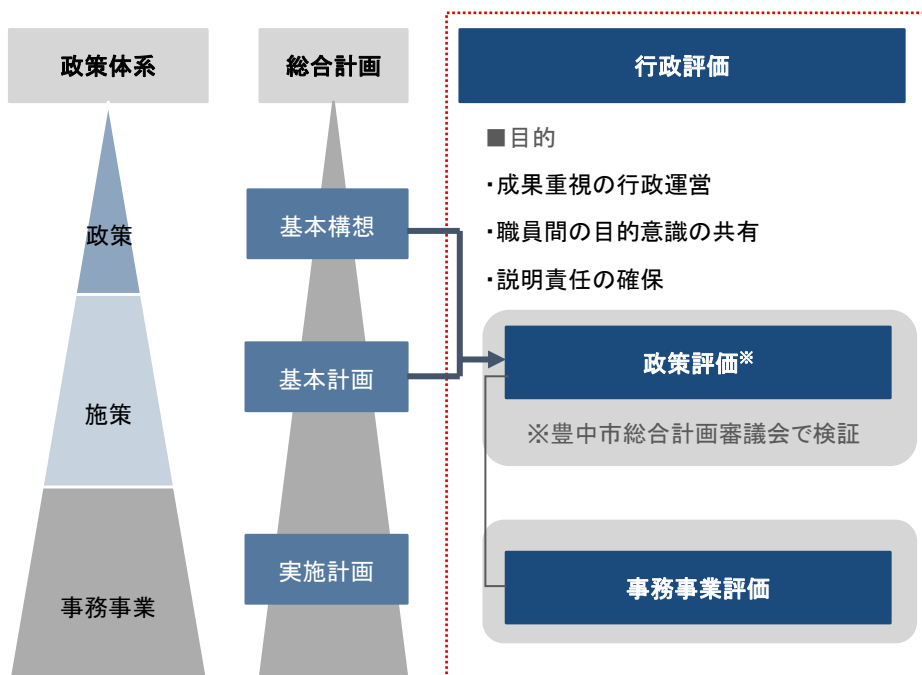 政策体系
総合計画
行政評価
■目的
・成果重視の行政運営
・職員間の目的意識の共有
・説明責任の確保
政策
施策
事務事業
基本構想
基本計画
実施計画
政策評価※
※豊中市総合計画審議会で検証
事務事業評価